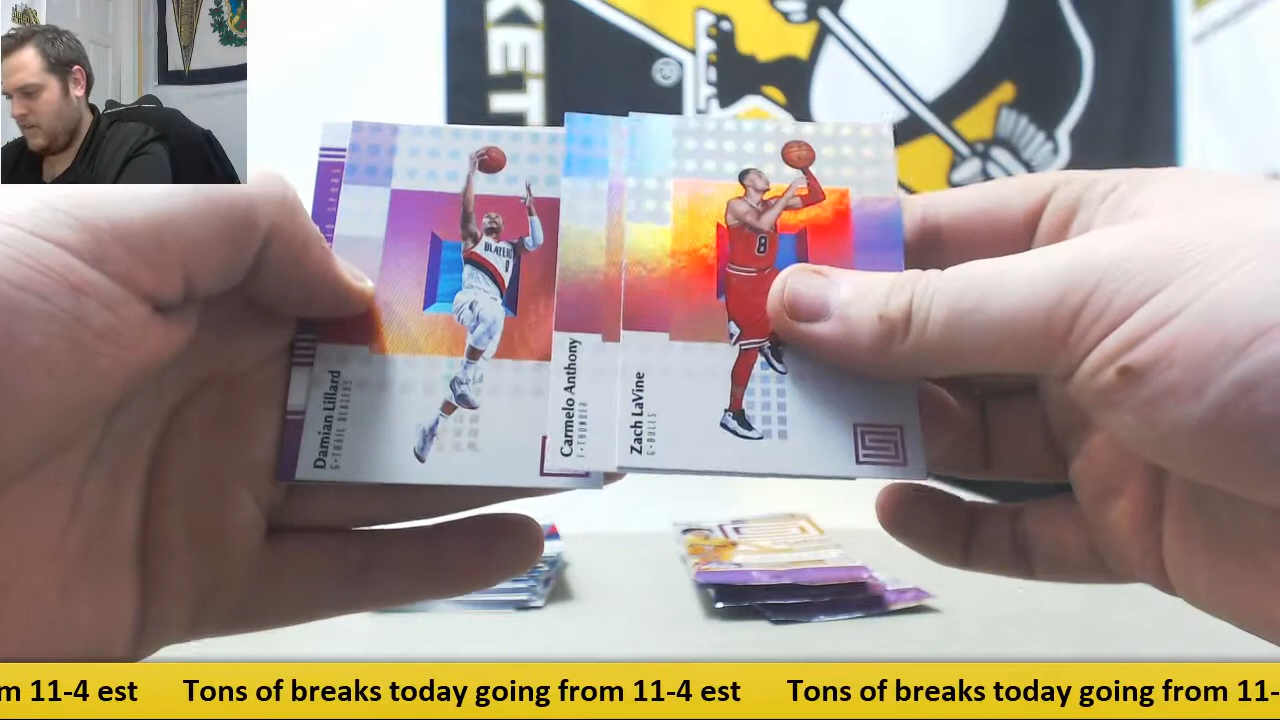 KET
BLAZERS
8
Damian Lillard
G • TRAIL BLAZERS
Carmelo Anthony
F • THUNDER
Zach LaVine
G • BULLS
m 11-4 est Tons of breaks today going from 11-4 est Tons of breaks today going from 11-